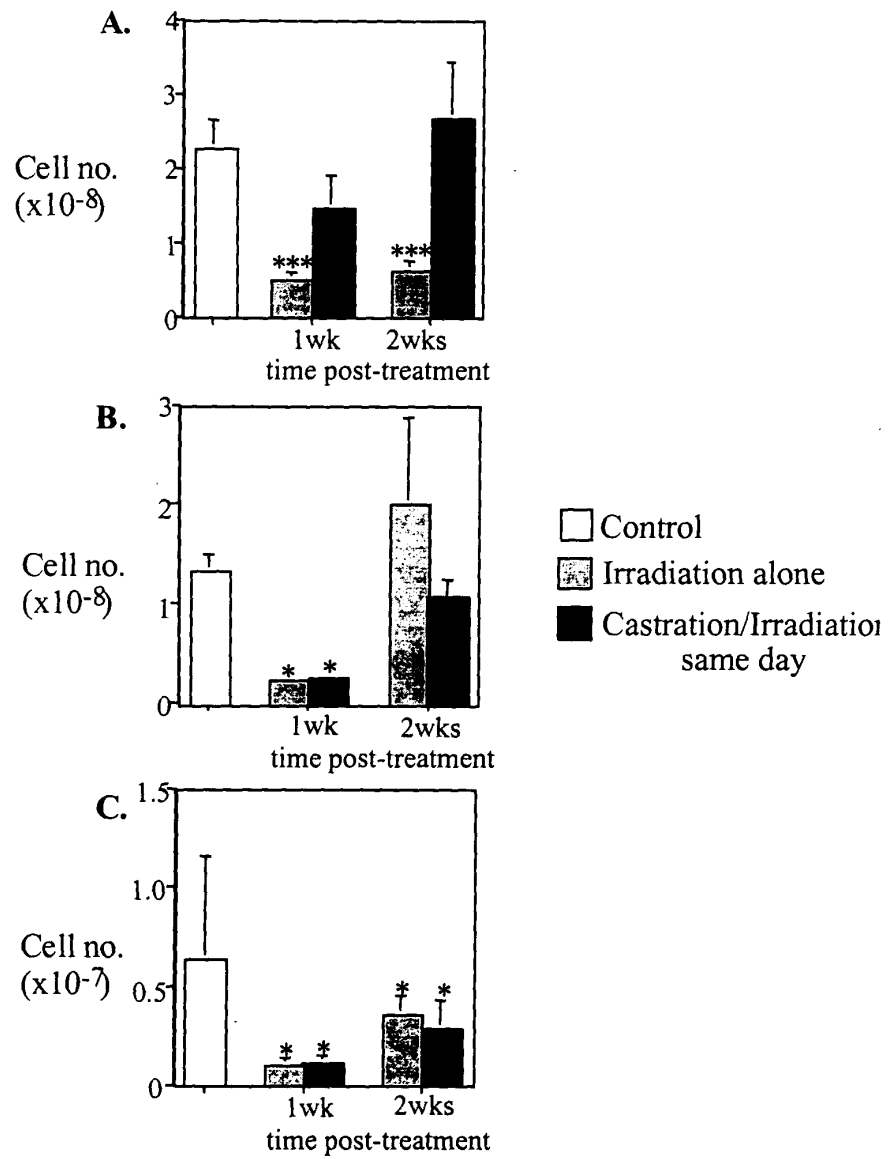 A.
4
3
2
1
0
Cell no.
(x10-8)
***
***
1wk 2wks
time post-treatment
B.
3
2
1
0
Cell no.
(x10-8)
*
*
1wk 2wks
time post-treatment
Control
Irradiation alone
Castration/Irradiation
same day
C.
1.5
1.0
0.5
0
Cell no.
(x10-7)
*
*
*
*
1wk 2wks
time post-treatment